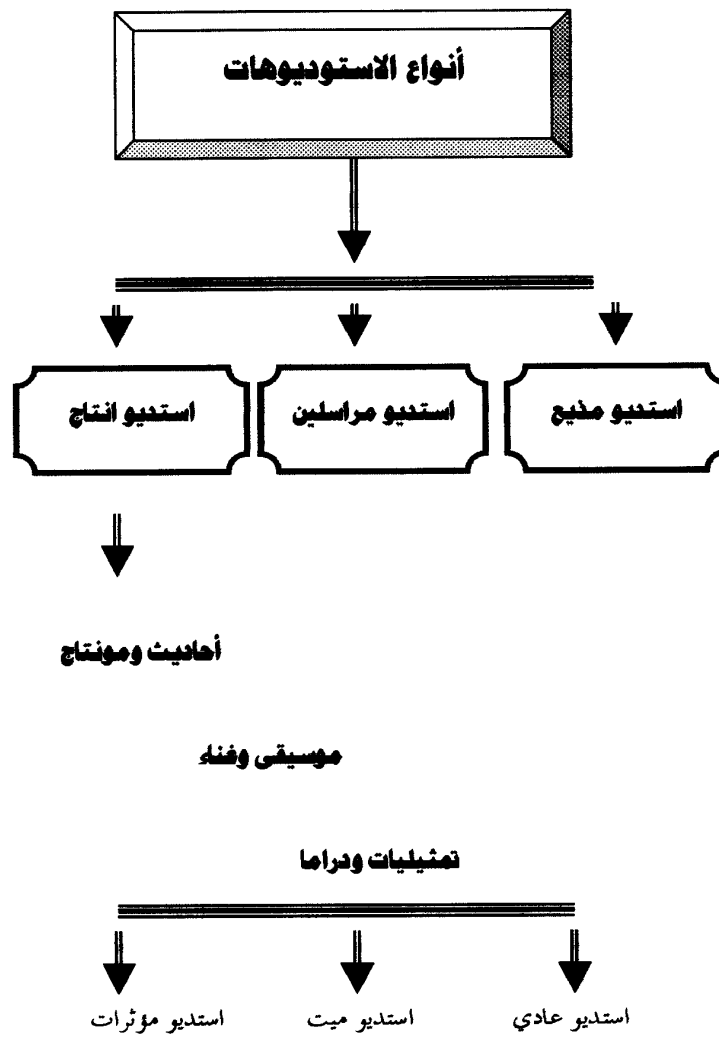 أنواع الاستوديوهات
استديو مذيع
استديو مراسلين
استديو انتاج
أحاديث ومونتاج
موسيقى وغناء
تمثيليات ودراما
استديو عادي
استديو ميت
استديو مؤثرات